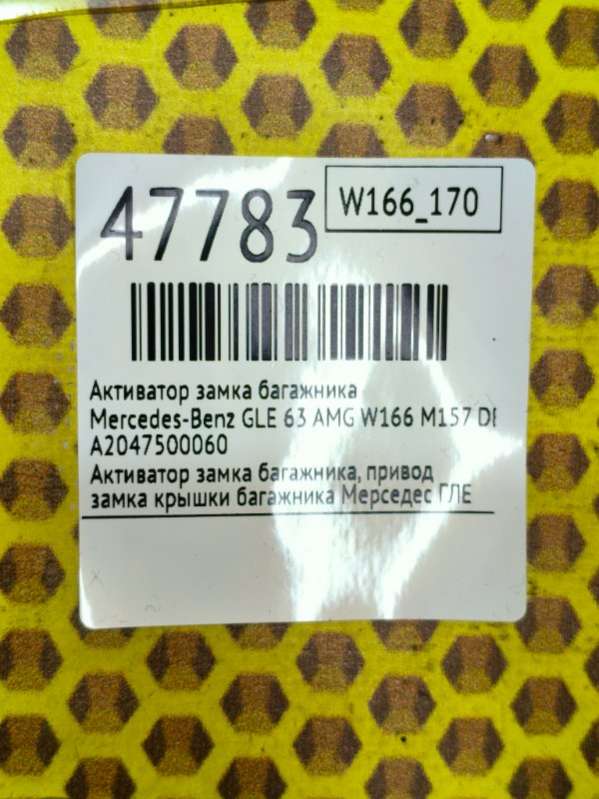 47783
W166_170
Активатор замка багажника
Mercedes-Benz GLE 63 AMG W166 M157
A2047500060
Активатор замка багажника, привод
замка крышки багажника Мерседес ГЛЕ